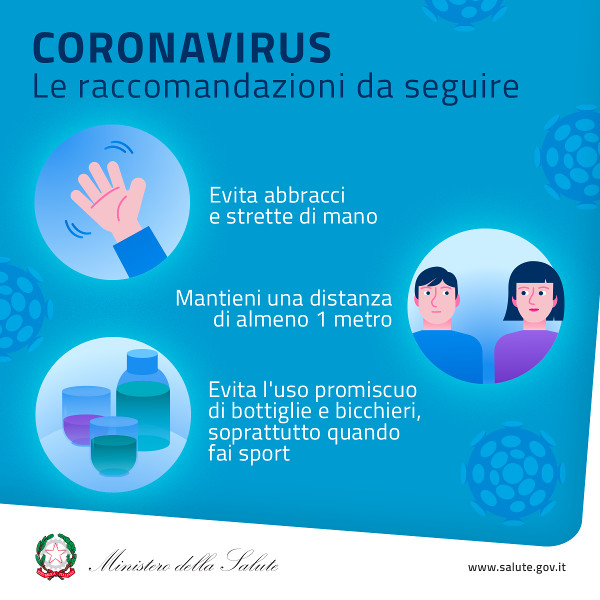 CORONAVIRUS
Le raccomandazioni da seguire
Evita abbracci
e strette di mano
Mantieni una distanza
di almeno 1 metro
Evita l'uso promiscuo
di bottiglie e bicchieri,
soprattutto quando
fai sport
Ministero della Salute
www.salute.gov.it